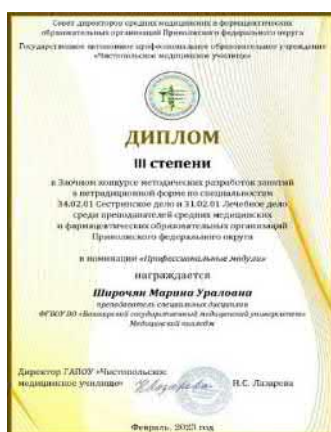 Совет директоров средних медицинских и фармацевтических
образовательных организаций Приволжского федерального округа
Государственное автономное профессиональное образовательное учреждение
«Чистопольское медицинское училище»
ДИПЛОМ
III степени
в Заочном конкурсе методических разработок занятий
в нетрадиционной форме по специальностям
34.02.01 Сестринское дело и 31.02.01 Лечебное дело
среди преподавателей средних медицинских
и фармацевтических образовательных организаций
Приволжского федерального округа
в номинации «Профессиональные модули»
награждается
Широчян Марина Ураловна
преподаватель специальных дисциплин
ФГБОУ ВО «Башкирский государственный медицинский университет»
Медицинский колледж
Директор ГАПОУ «Чистопольское
медицинское училище»
Н.С. Лазарева
Февраль, 2023 год